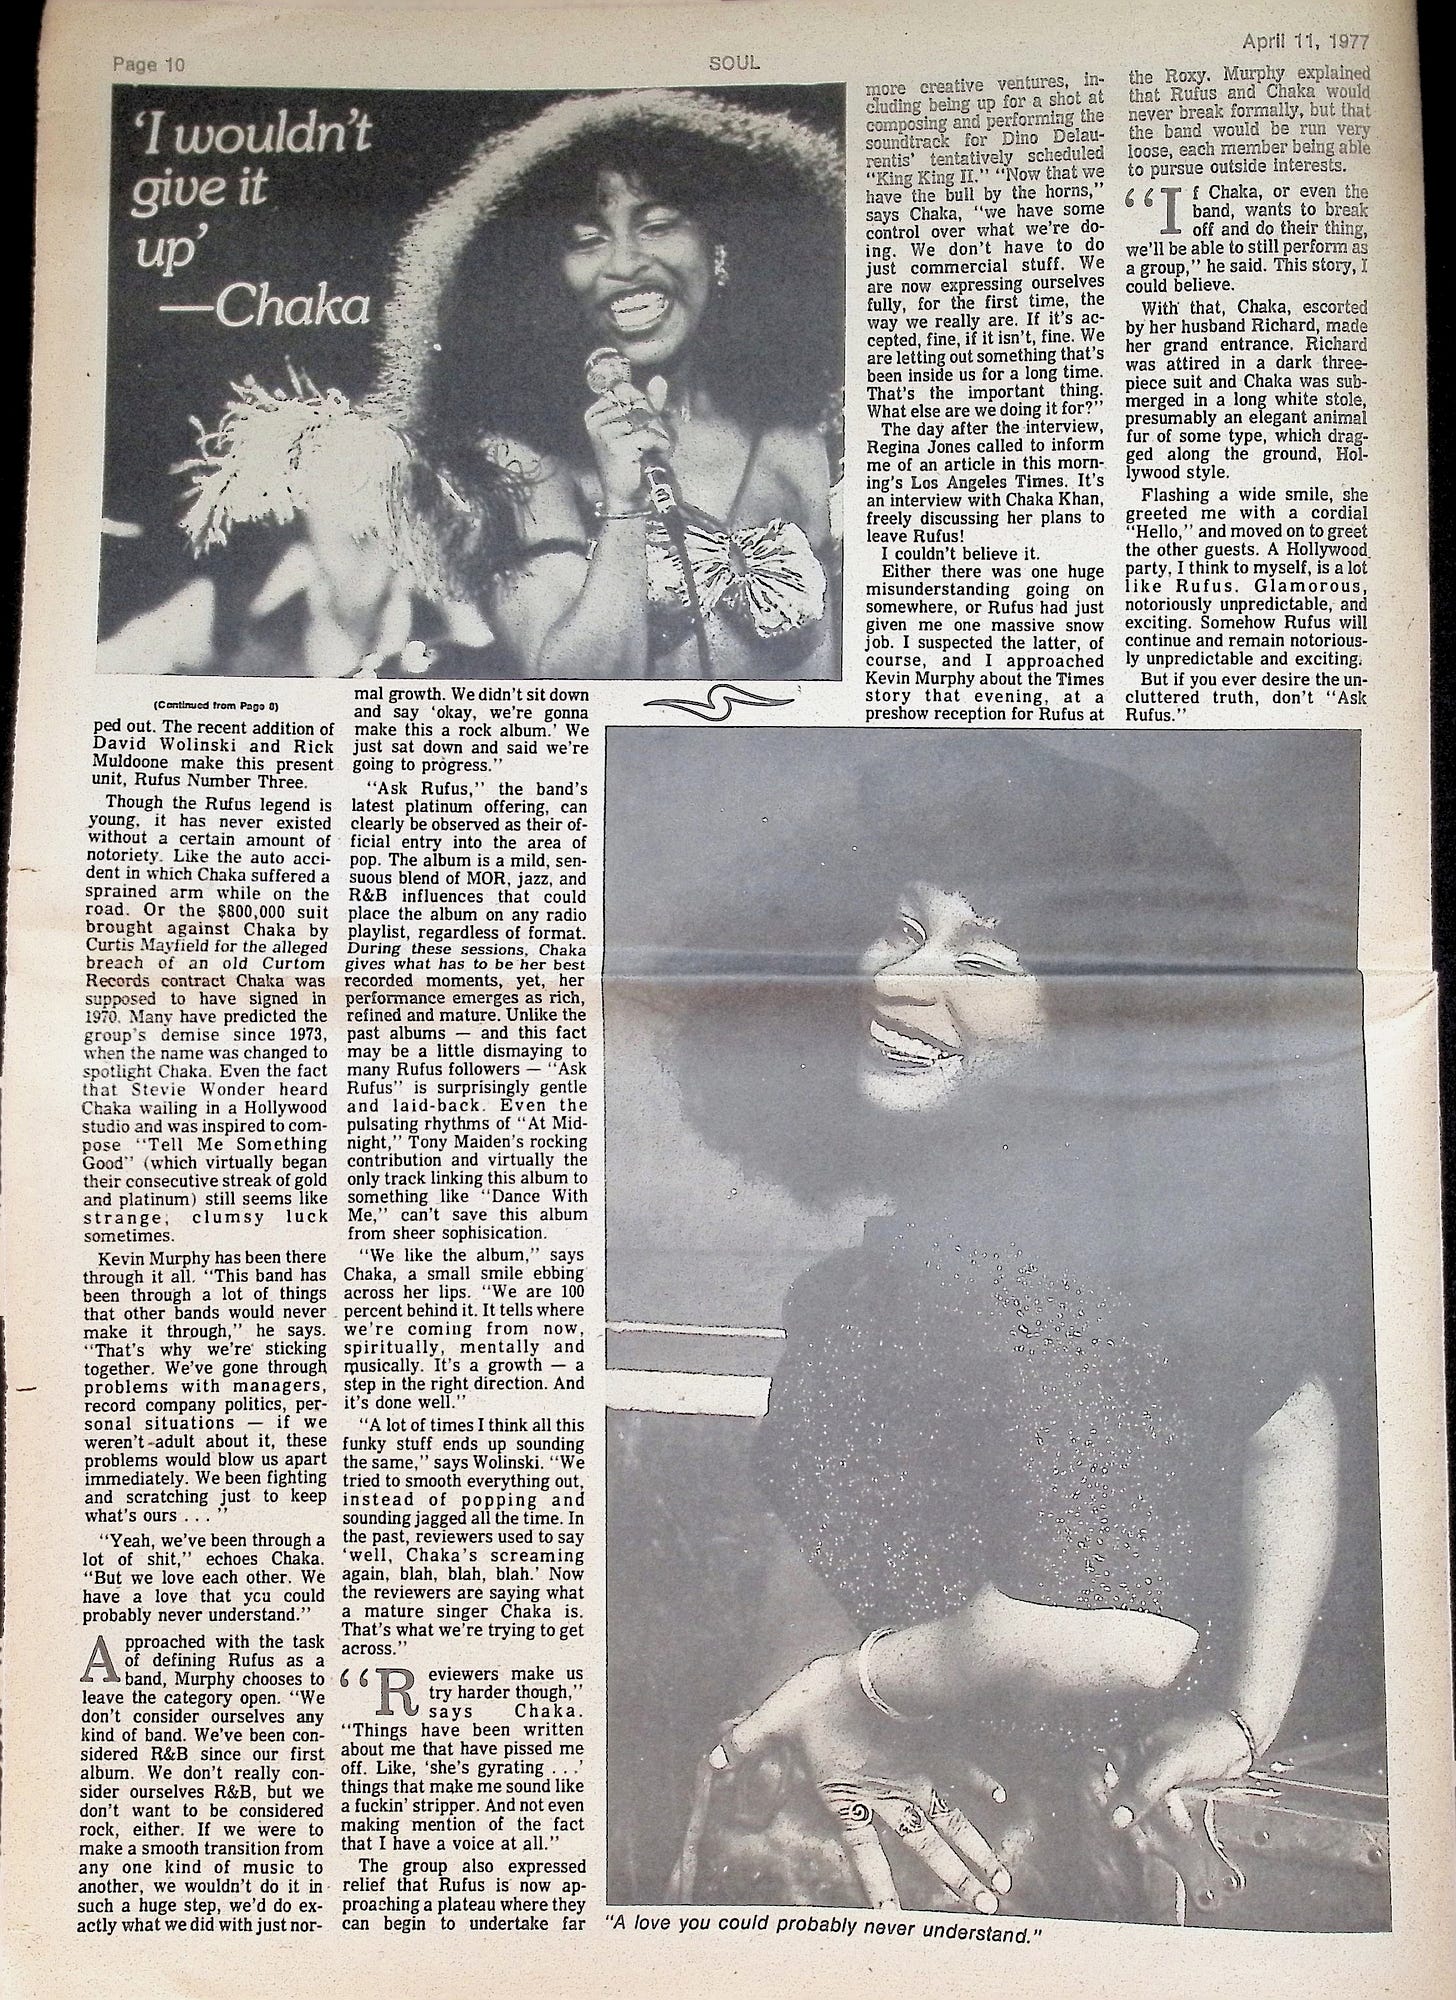 Page 10
SOUL
April 11, 1977
'I wouldn't
give it
up'
—Chaka
(Continued from Page 8)
ped out. The recent addition of
David Wolinski and Rick
Muldoone make this present
unit, Rufus Number Three.
Though the Rufus legend is
young, it has never existed
without a certain amount of
notoriety. Like the auto acci-
dent in which Chaka suffered a
sprained arm while on the
road. Or the $800,000 suit
brought against Chaka by
Curtis Mayfield for the alleged
breach of an old Curtom
Records contract Chaka was
supposed to have signed in
1970. Many have predicted the
group's demise since 1973,
when the name was changed to
spotlight Chaka. Even the fact
that Stevie Wonder heard
Chaka wailing in a Hollywood
studio and was inspired to com-
pose "Tell Me Something
Good" (which virtually began
their consecutive streak of gold
and platinum) still seems like
strange, clumsy luck
sometimes.
Kevin Murphy has been there
through it all. "This band has
been through a lot of things
that other bands would never
make it through," he says.
"That's why we're sticking
together. We've gone through
problems with managers,
record company politics, per-
sonal situations — if we
weren't adult about it, these
problems would blow us apart
immediately. We been fighting
and scratching just to keep
what's ours . . . "
"Yeah, we've been through a
lot of shit," echoes Chaka.
"But we love each other. We
have a love that you could
probably never understand."
Approached with the task
of defining Rufus as a
band, Murphy chooses to
leave the category open. "We
don't consider ourselves any
kind of band. We've been con-
sidered R&B since our first
album. We don't really con-
sider ourselves R&B, but we
don't want to be considered
rock, either. If we were to
make a smooth transition from
any one kind of music to
another, we wouldn't do it in
such a huge step, we'd do ex-
actly what we did with just nor-
mal growth. We didn't sit down
and say 'okay, we're gonna
make this a rock album.' We
just sat down and said we're
going to progress."
"Ask Rufus," the band's
latest platinum offering, can
clearly be observed as their of-
ficial entry into the area of
pop. The album is a mild, sen-
suous blend of MOR, jazz, and
R&B influences that could
place the album on any radio
playlist, regardless of format.
During these sessions, Chaka
gives what has to be her best
recorded moments, yet, her
performance emerges as rich,
refined and mature. Unlike the
past albums — and this fact
may be a little dismaying to
many Rufus followers — "Ask
Rufus" is surprisingly gentle
and laid-back. Even the
pulsating rhythms of "At Mid-
night," Tony Maiden's rocking
contribution and virtually the
only track linking this album to
something like "Dance With
Me," can't save this album
from sheer sophisication.
"We like the album," says
Chaka, a small smile ebbing
across her lips. "We are 100
percent behind it. It tells where
we're coming from now,
spiritually, mentally and
musically. It's a growth — a
step in the right direction. And
it's done well."
"A lot of times I think all this
funky stuff ends up sounding
the same," says Wolinski. "We
tried to smooth everything out,
instead of popping and
sounding jagged all the time. In
the past, reviewers used to say
'well, Chaka's screaming
again, blah, blah, blah.' Now
the reviewers are saying what
a mature singer Chaka is.
That's what we're trying to get
across."
"Reviewers make us
try harder though,"
says Chaka.
"Things have been written
about me that have pissed me
off. Like, 'she's gyrating . . .'
things that make me sound like
a fuckin' stripper. And not even
making mention of the fact
that I have a voice at all."
The group also expressed
relief that Rufus is now ap-
proaching a plateau where they
can begin to undertake far
more creative ventures, in-
cluding being up for a shot at
composing and performing the
soundtrack for Dino Delau-
rentis' tentatively scheduled
"King King II." "Now that we
have the bull by the horns,"
says Chaka, "we have some
control over what we're do-
ing. We don't have to do
just commercial stuff. We
are now expressing ourselves
fully, for the first time, the
way we really are. If it's ac-
cepted, fine, if it isn't, fine. We
are letting out something that's
been inside us for a long time.
That's the important thing.
What else are we doing it for?"
The day after the interview,
Regina Jones called to inform
me of an article in this morn-
ing's Los Angeles Times. It's
an interview with Chaka Khan,
freely discussing her plans to
leave Rufus!
I couldn't believe it.
Either there was one huge
misunderstanding going on
somewhere, or Rufus had just
given me one massive snow
job. I suspected the latter, of
course, and I approached
Kevin Murphy about the Times
story that evening, at a
preshow reception for Rufus at
the Roxy. Murphy explained
that Rufus and Chaka would
never break formally, but that
the band would be run very
loose, each member being able
to pursue outside interests.
"If Chaka, or even the
band, wants to break
off and do their thing,
we'll be able to still perform as
a group," he said. This story, I
could believe.
With that, Chaka, escorted
by her husband Richard, made
her grand entrance. Richard
was attired in a dark three-
piece suit and Chaka was sub-
merged in a long white stole,
presumably an elegant animal
fur of some type, which drag-
ged along the ground, Hol-
lywood style.
Flashing a wide smile, she
greeted me with a cordial
"Hello," and moved on to greet
the other guests. A Hollywood
party, I think to myself, is a lot
like Rufus. Glamorous,
notoriously unpredictable, and
exciting. Somehow Rufus will
continue and remain notorious-
ly unpredictable and exciting.
But if you ever desire the un-
cluttered truth, don't "Ask
Rufus."
"A love you could probably never understand."